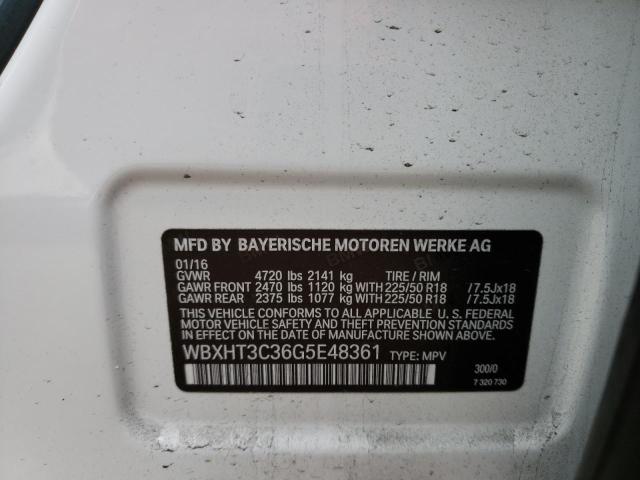 MFD BY BAYERISCHE MOTOREN WERKE AG
01/16
GVWR 4720 lbs 2141 kg TIRE / RIM
GAWR FRONT 2470 lbs 1120 kg WITH 225/50 R18 /7.5Jx18
GAWR REAR 2375 lbs 1077 kg WITH 225/50 R18 /7.5Jx18
THIS VEHICLE CONFORMS TO ALL APPLICABLE U. S. FEDERAL
MOTOR VEHICLE SAFETY, BUMPER, AND THEFT PREVENTION STANDARDS
IN EFFECT ON THE DATE OF MANUFACTURE SHOWN ABOVE.
WBXHT3C36G5E48361 TYPE: MPV
300/0
7 320 730